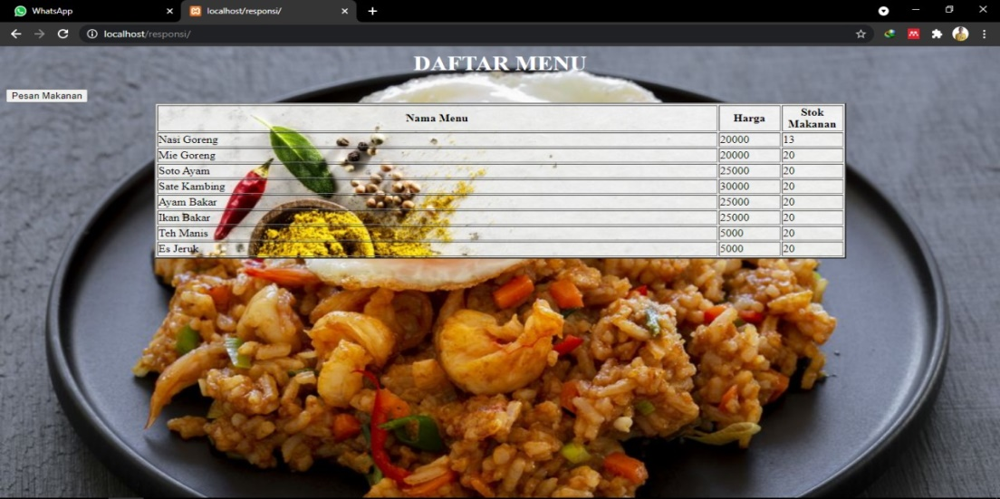 WhatsApp
localhost/responsi/
localhost/responsi/
DAFTAR MENU
Pesan Makanan
Nama Menu Harga Stok Makanan
Nasi Goreng 20000 13
Mie Goreng 20000 20
Soto Ayam 25000 20
Sate Kambing 30000 20
Ayam Bakar 25000 20
Ikan Bakar 25000 20
Teh Manis 5000 20
Es Jeruk 5000 20